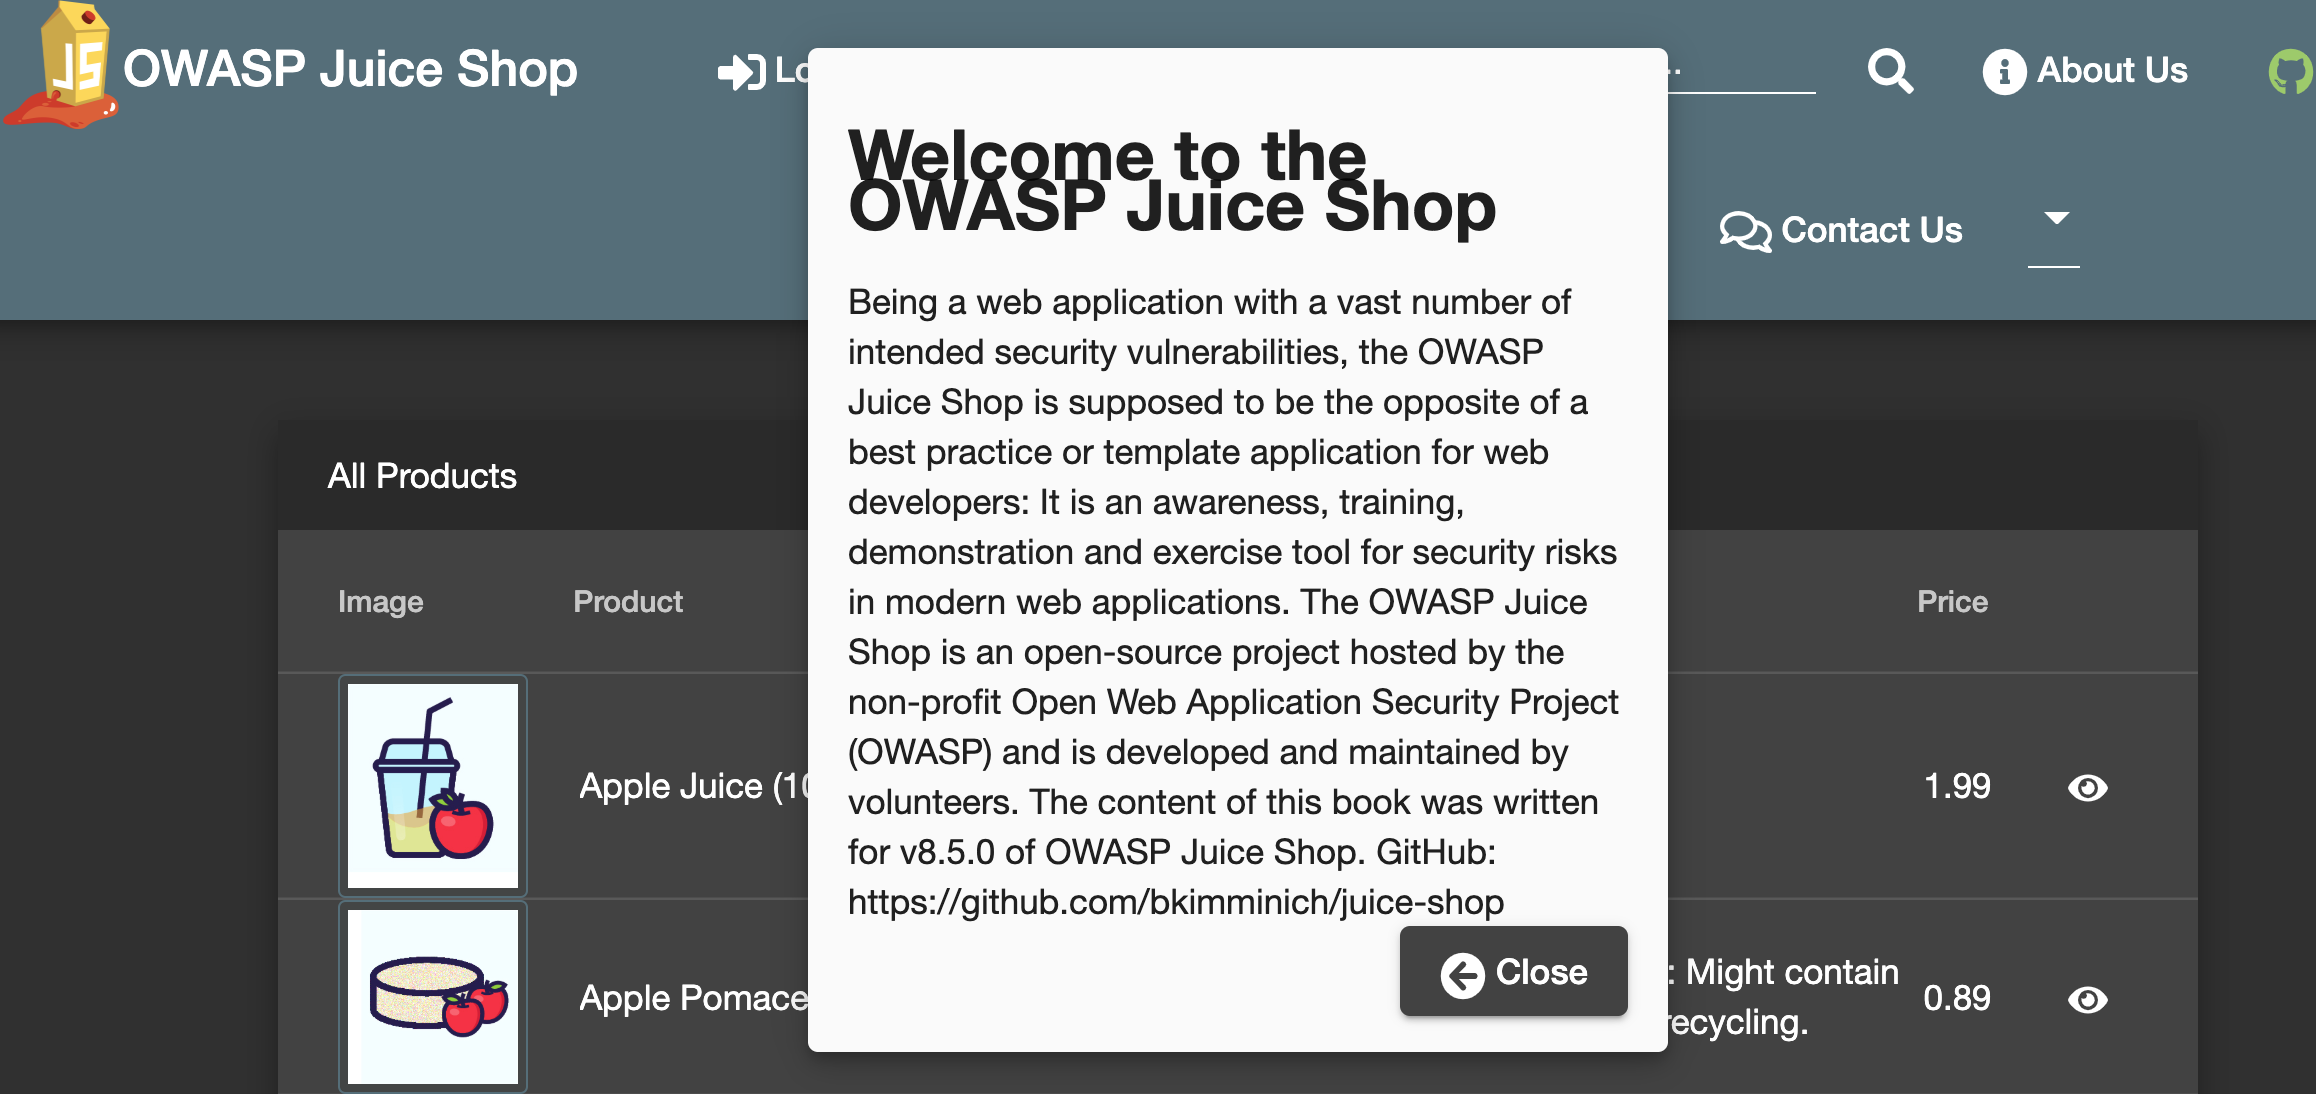 JS
OWASP Juice Shop
About Us
Contact Us
Welcome to the
OWASP Juice Shop
Being a web application with a vast number of
intended security vulnerabilities, the OWASP
Juice Shop is supposed to be the opposite of a
best practice or template application for web
developers: It is an awareness, training,
demonstration and exercise tool for security risks
in modern web applications. The OWASP Juice
Shop is an open-source project hosted by the
non-profit Open Web Application Security Project
(OWASP) and is developed and maintained by
volunteers. The content of this book was written
for v8.5.0 of OWASP Juice Shop. GitHub:
https://github.com/bkimminich/juice-shop
Close
All Products
Image Product Price
Apple Juice 1.99
Apple Pomace : Might contain 0.89
recycling.